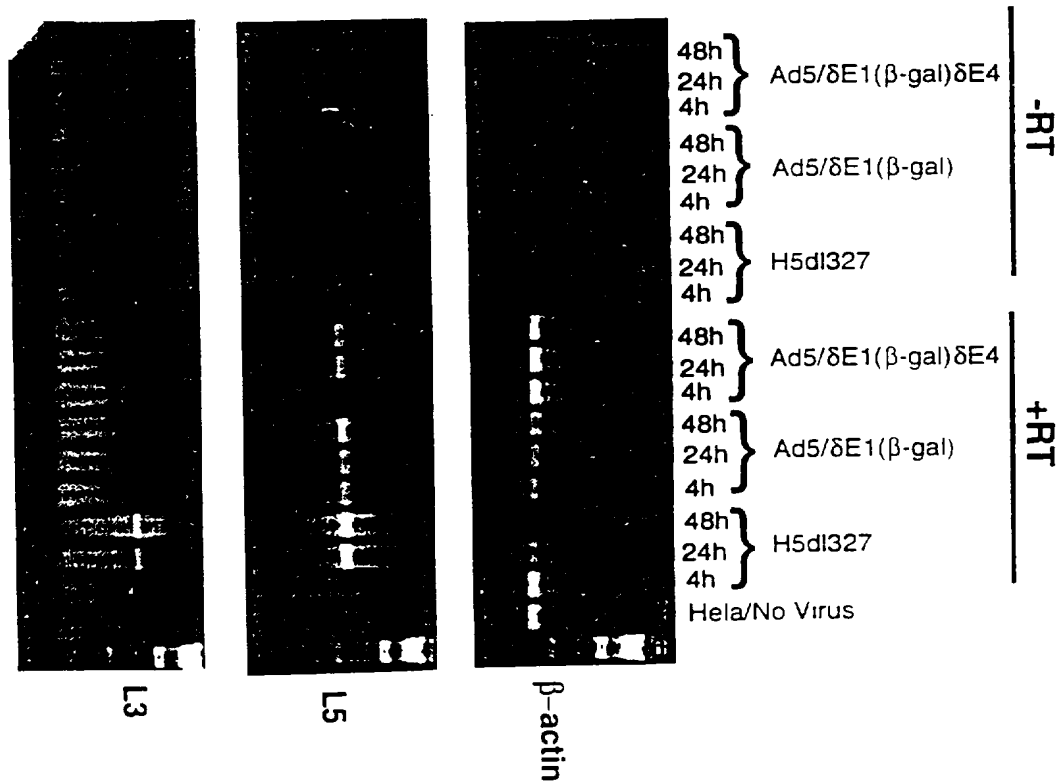 48h
24h
4h
Ad5/δE1(β-gal)δE4
48h
24h
4h
Ad5/δE1(β-gal)
48h
24h
4h
H5dl327
-RT
48h
24h
4h
Ad5/δE1(β-gal)δE4
48h
24h
4h
Ad5/δE1(β-gal)
48h
24h
4h
H5dl327
+RT
Hela/No Virus
L3
L5
β-actin